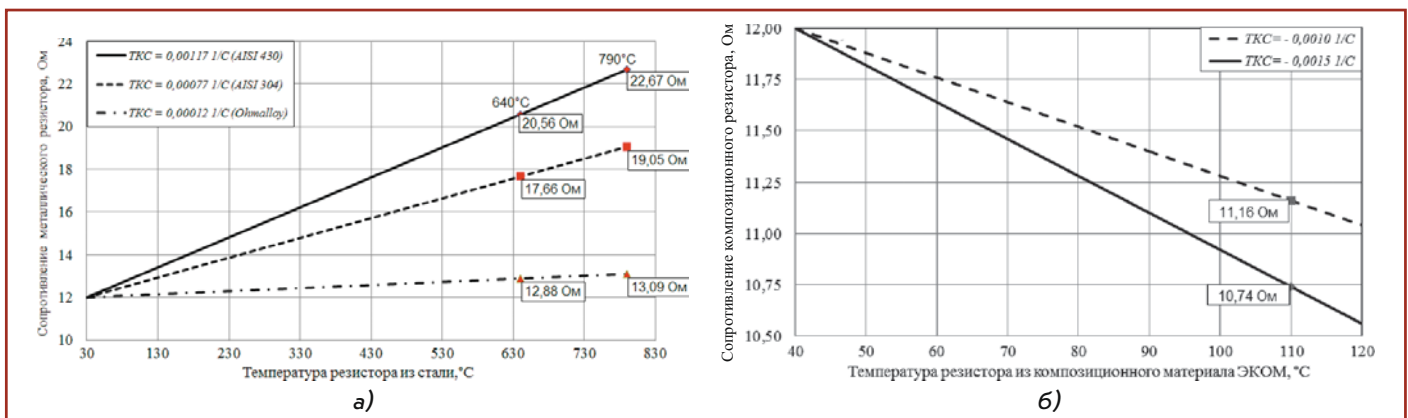 24
22
20
18
16
14
12
10
Сопротивление металлического резистора, Ом
ТКС = 0,00117 1/С (AISI 430)
ТКС = 0,00077 1/С (AISI 304)
ТКС = 0,00012 1/С (Ohmalloy)
790°C
22,67 Ом
640°C
20,56 Ом
19,05 Ом
17,66 Ом
12,88 Ом
13,09 Ом
30 130 230 330 430 530 630 730 830
Температура резистора из стали,°С
а)
12,00
11,75
11,50
11,25
11,00
10,75
10,50
Сопротивление композиционного резистора, Ом
ТКС= - 0,0010 1/С
ТКС= - 0,0015 1/С
11,16 Ом
10,74 Ом
40 50 60 70 80 90 100 110 120
Температура резистора из композиционного материала ЭКОМ, °С
б)